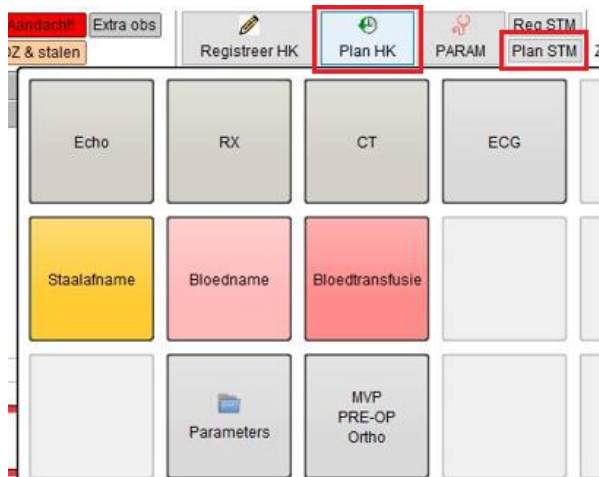 Aandacht! Extra obs
OZ & stalen
Registreer HK
Plan HK
PARAM
Reg STM
Plan STM
Echo
RX
CT
ECG
Staalafname
Bloedname
Bloedtransfusie
Parameters
MVP
PRE-OP
Ortho